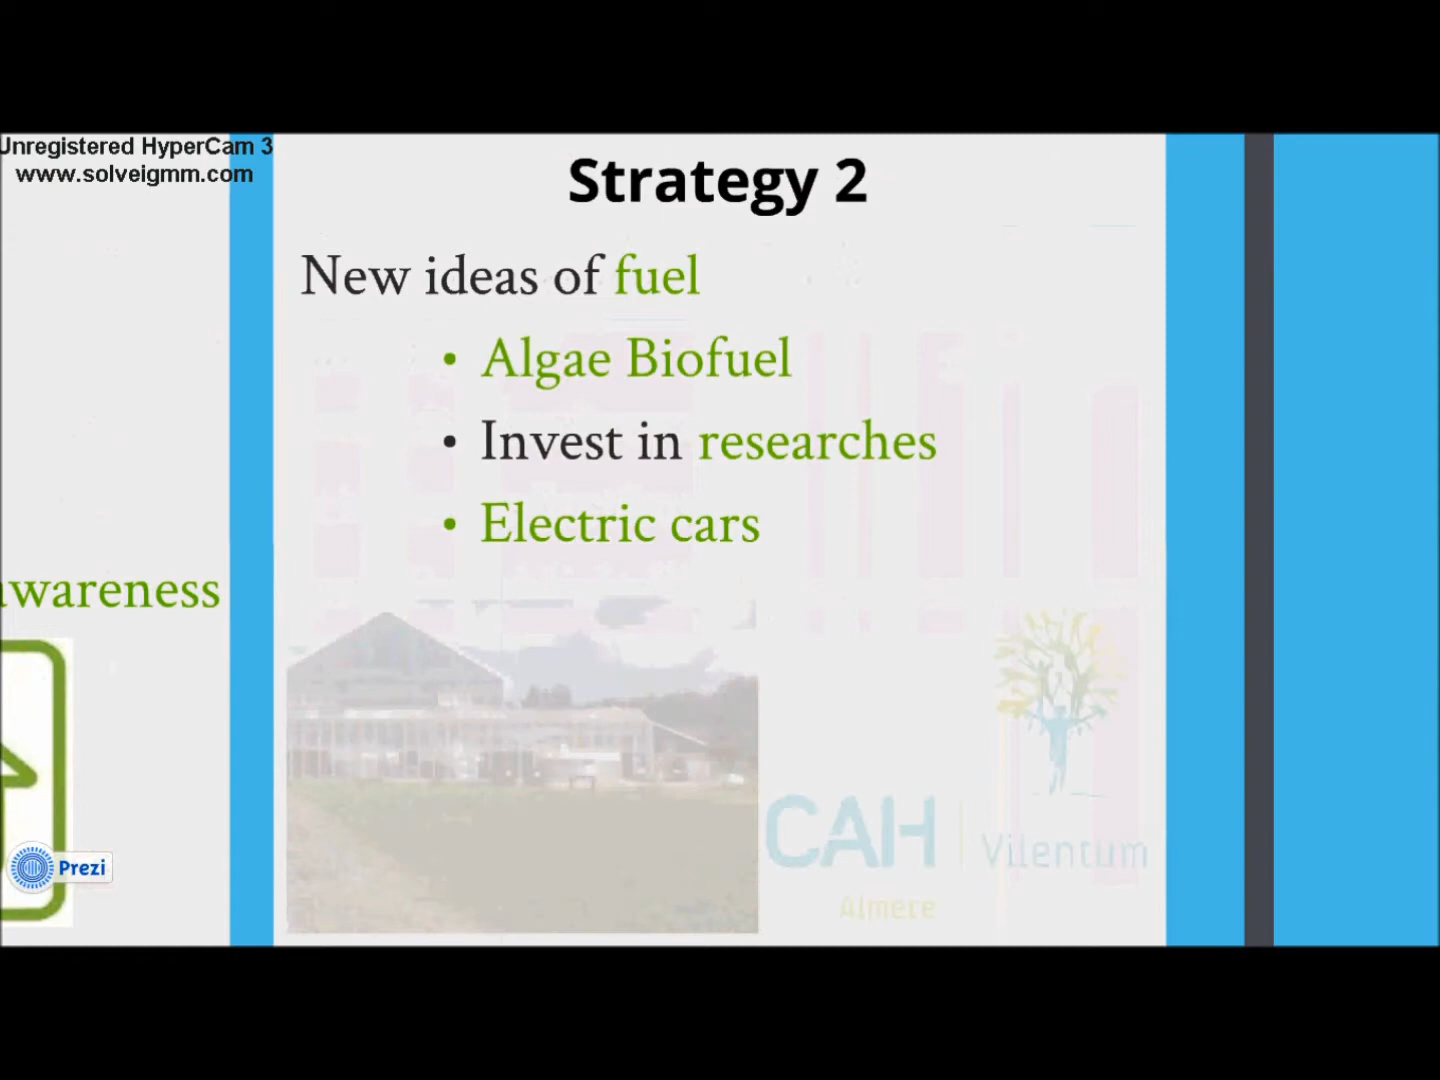 Unregistered HyperCam 3
www.solveigmm.com
Strategy 2
New ideas of fuel
• Algae Biofuel
• Invest in researches
• Electric cars
awareness
CAH Vilentum
Almere
Prezi